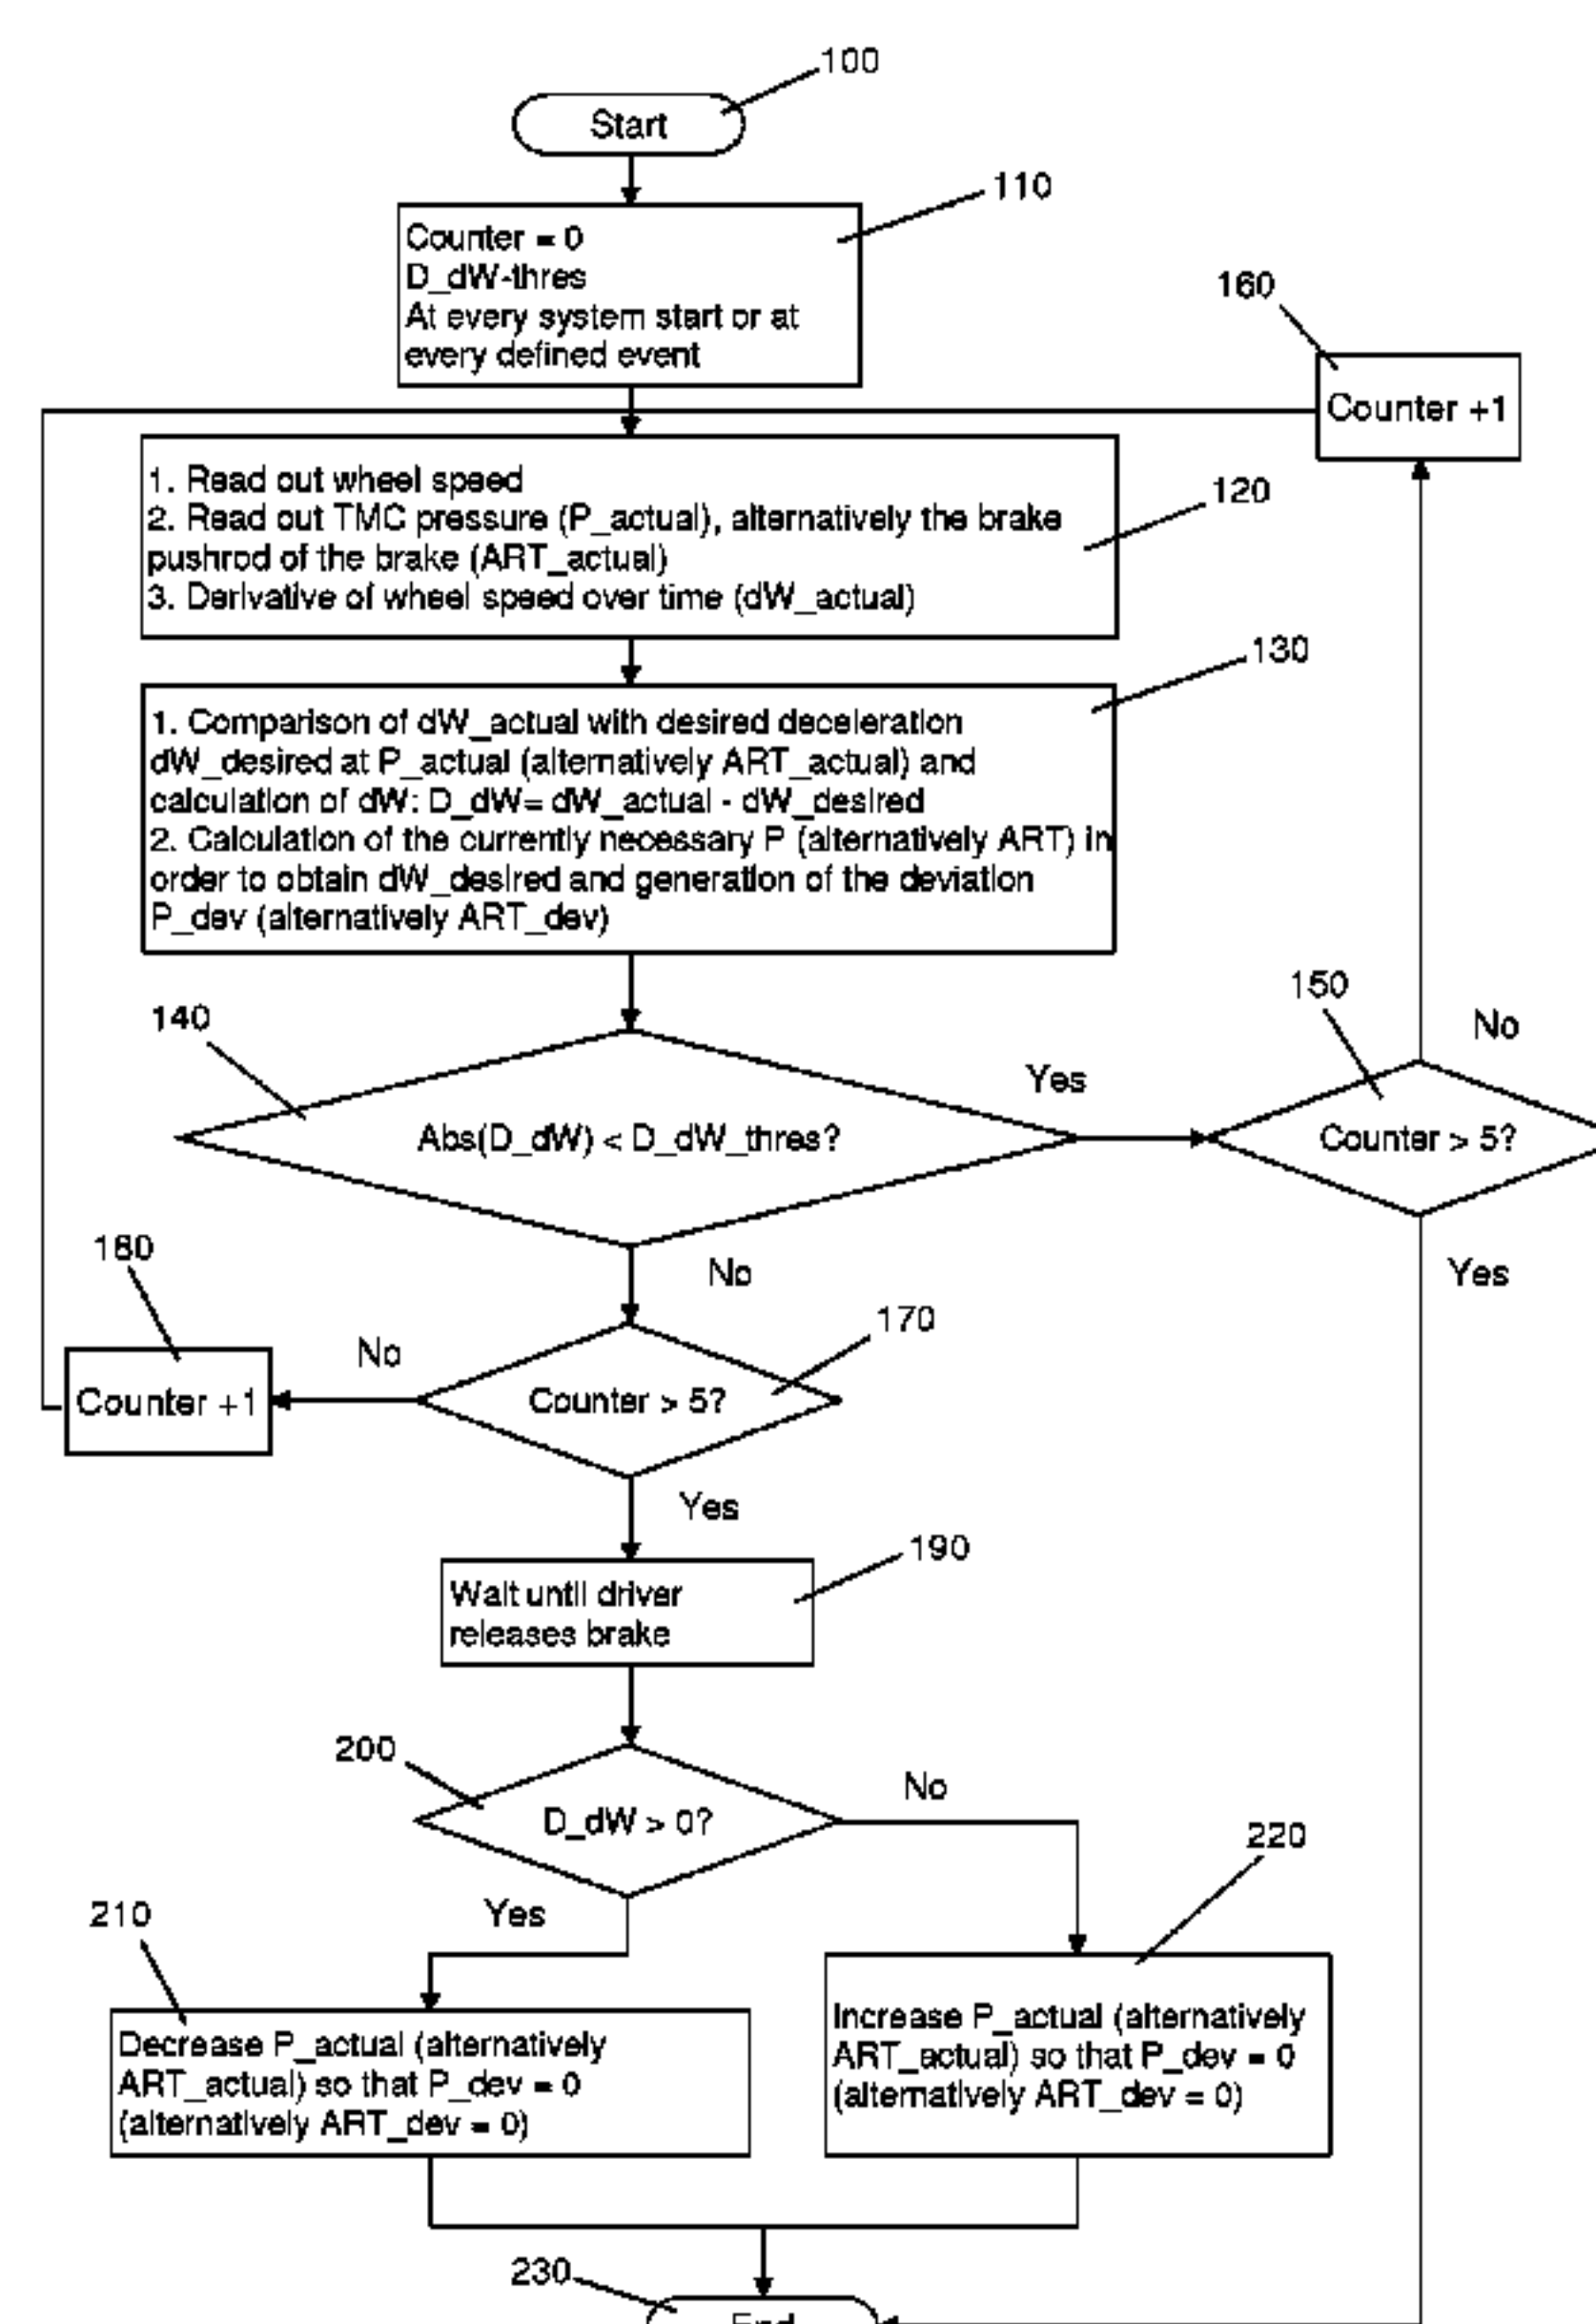 100
Start
110
Counter = 0
D_dW-thres
At every system start or at
every defined event
160
Counter +1
1. Read out wheel speed
2. Read out TMC pressure (P_actual), alternatively the brake
pushrod of the brake (ART_actual)
3. Derivative of wheel speed over time (dW_actual)
120
130
1. Comparison of dW_actual with desired deceleration
dW_desired at P_actual (alternatively ART_actual) and
calculation of dW: D_dW= dW_actual - dW_desired
2. Calculation of the currently necessary P (alternatively ART) in
order to obtain dW_desired and generation of the deviation
P_dev (alternatively ART_dev)
140
Yes
150
No
Abs(D_dW) < D_dW_thres?
Counter > 5?
No
Yes
180
170
No
Counter +1
Counter > 5?
Yes
190
Wait until driver
releases brake
200
No
D_dW > 0?
220
Yes
210
Decrease P_actual (alternatively
ART_actual) so that P_dev = 0
(alternatively ART_dev = 0)
Increase P_actual (alternatively
ART_actual) so that P_dev = 0
(alternatively ART_dev = 0)
230
End